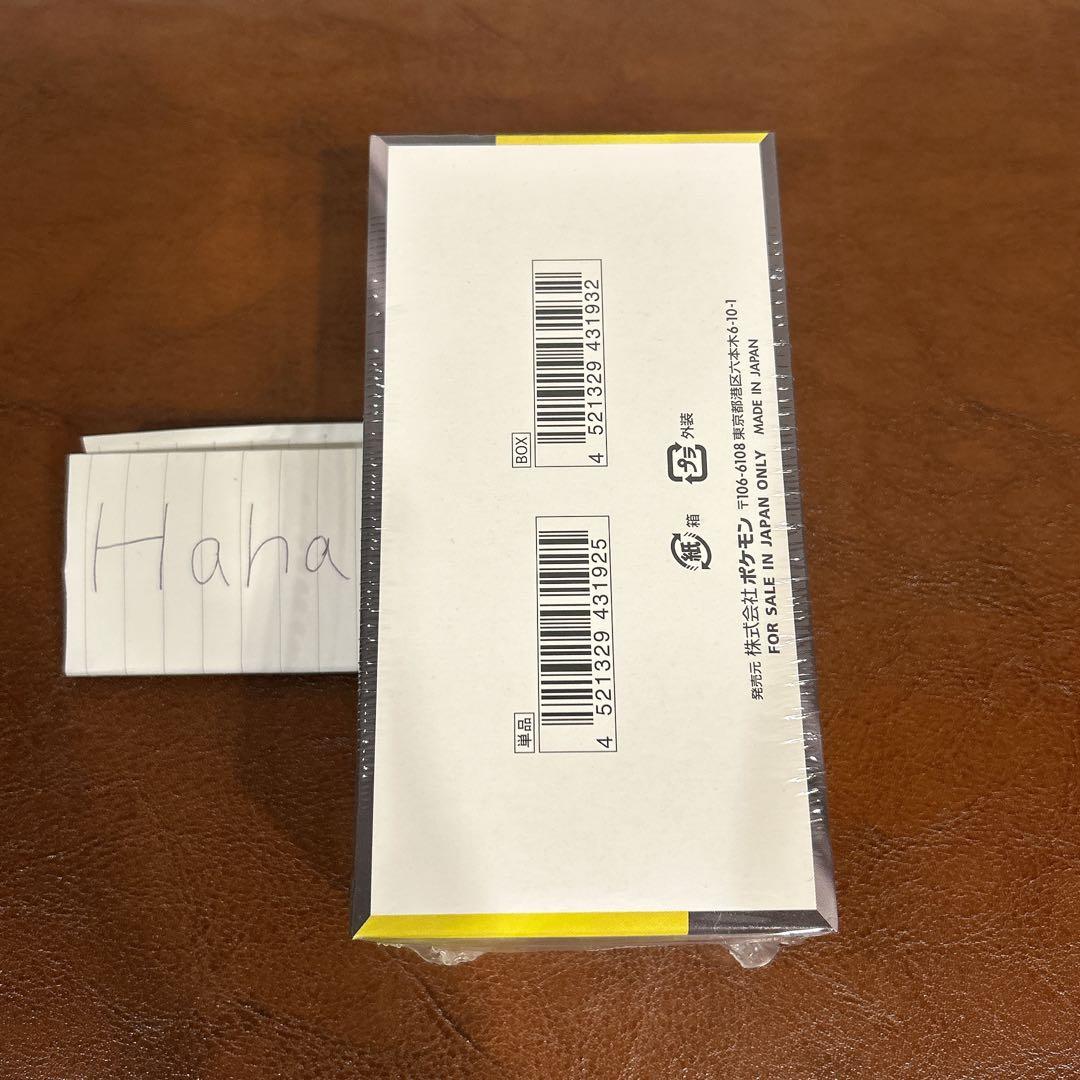 Haha
BOX
4 521329 431932
単品
4 521329 431925
紙 箱
プラ 外装
発売元 株式会社 ポケモン 〒106-6108 東京都港区六本木6-10-1
FOR SALE IN JAPAN ONLY MADE IN JAPAN